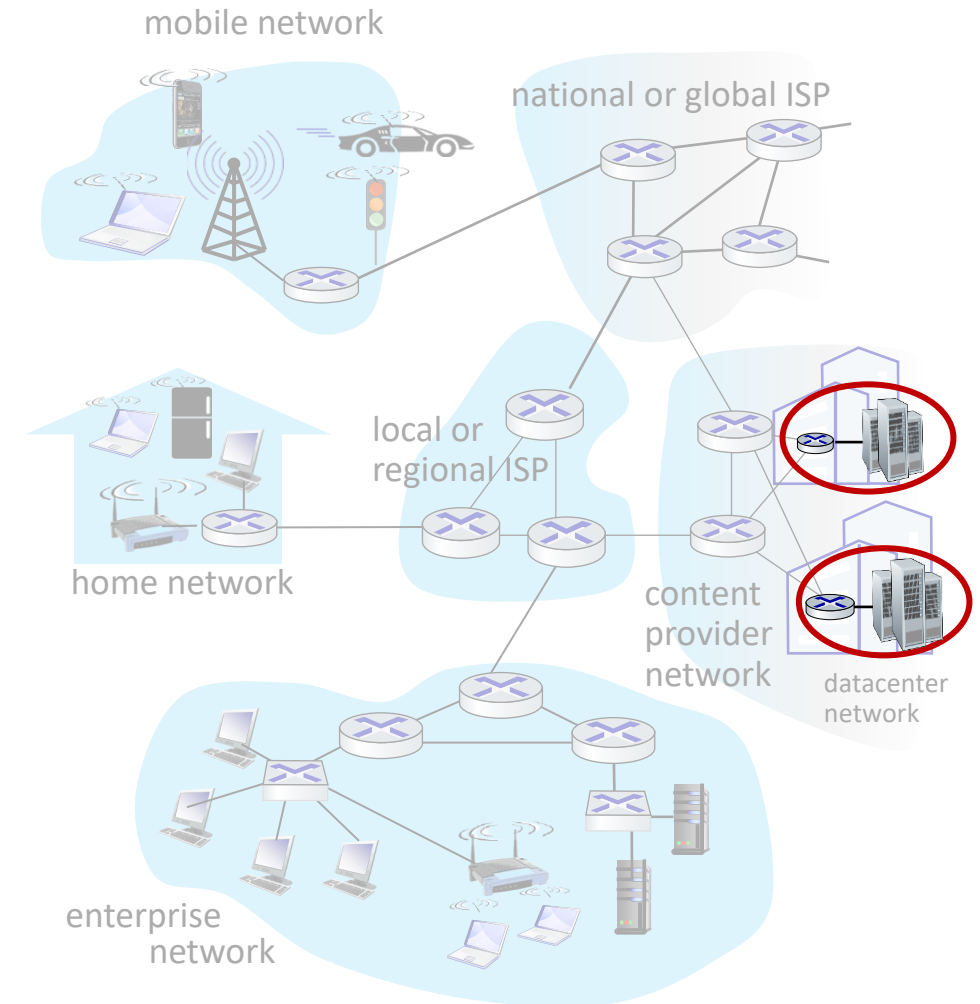 mobile network
national or global ISP
local or
regional ISP
home network
content
provider
network
datacenter
network
enterprise
network